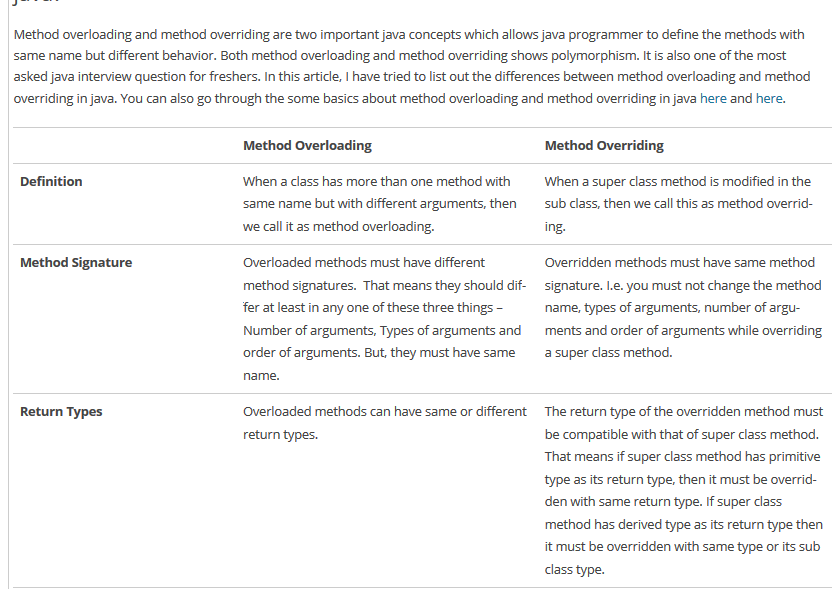 Method overloading and method overriding are two important java concepts which allows java programmer to define the methods with
same name but different behavior. Both method overloading and method overriding shows polymorphism. It is also one of the most
asked java interview question for freshers. In this article, I have tried to list out the differences between method overloading and method
overriding in java. You can also go through the some basics about method overloading and method overriding in java here and here.
Method Overloading
Method Overriding
Definition
When a class has more than one method with
same name but with different arguments, then
we call it as method overloading.
When a super class method is modified in the
sub class, then we call this as method overrid-
ing.
Method Signature
Overloaded methods must have different
method signatures.  That means they should dif-
fer at least in any one of these three things –
Number of arguments, Types of arguments and
order of arguments. But, they must have same
name.
Overridden methods must have same method
signature. I.e. you must not change the method
name, types of arguments, number of argu-
ments and order of arguments while overriding
a super class method.
Return Types
Overloaded methods can have same or different
return types.
The return type of the overridden method must
be compatible with that of super class method.
That means if super class method has primitive
type as its return type, then it must be overrid-
den with same return type. If super class
method has derived type as its return type then
it must be overridden with same type or its sub
class type.